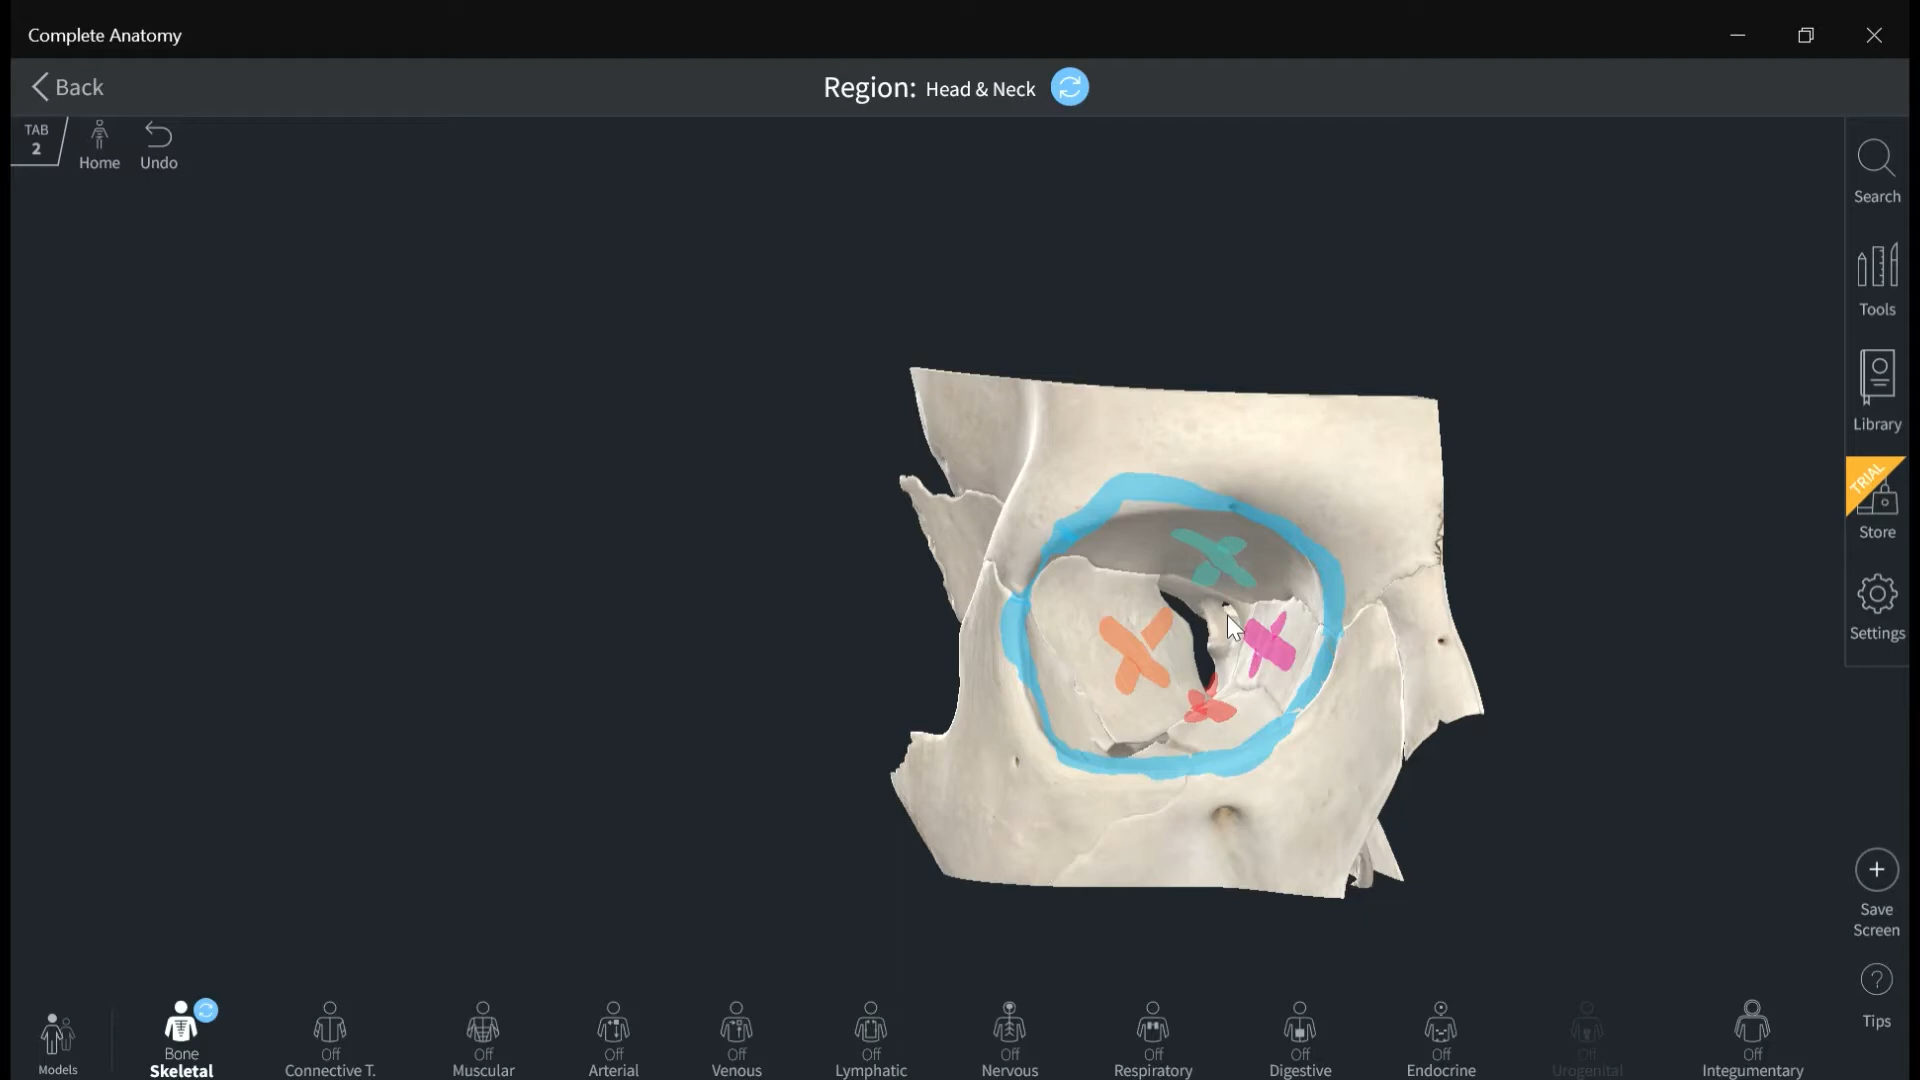 Complete Anatomy
Back
Region: Head & Neck
TAB
2
Home
Undo
Search
Tools
Library
TRIAL
Store
Settings
+
Save
Screen
?
Tips
Models
Bone
Skeletal
Off
Connective T.
Off
Muscular
Off
Arterial
Off
Venous
Off
Lymphatic
Off
Nervous
Off
Respiratory
Off
Digestive
Off
Endocrine
Off
Urogenital
Off
Integumentary